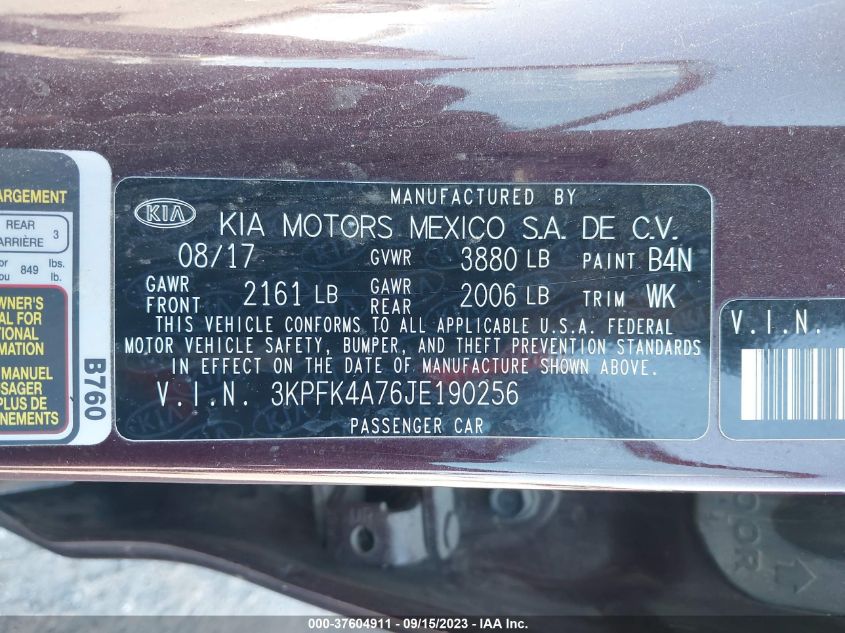 ARGEMENT
REAR
ARRIÈRE 3
or
ou 849 lbs.
lb.
OWNER'S
AL FOR
TIONAL
MATION
MANUEL
SAGER
PLUS DE
NEMENTS
B760
MANUFACTURED BY
KIA
KIA MOTORS MEXICO S.A. DE C.V.
08/17 GVWR 3880 LB PAINT B4N
GAWR FRONT 2161 LB GAWR REAR 2006 LB TRIM WK
THIS VEHICLE CONFORMS TO ALL APPLICABLE U.S.A. FEDERAL
MOTOR VEHICLE SAFETY, BUMPER, AND THEFT PREVENTION STANDARDS
IN EFFECT ON THE DATE OF MANUFACTURE SHOWN ABOVE.
V.I.N. 3KPFK4A76JE190256
PASSENGER CAR
V.I.N.
000-37604911 - 09/15/2023 - IAA Inc.